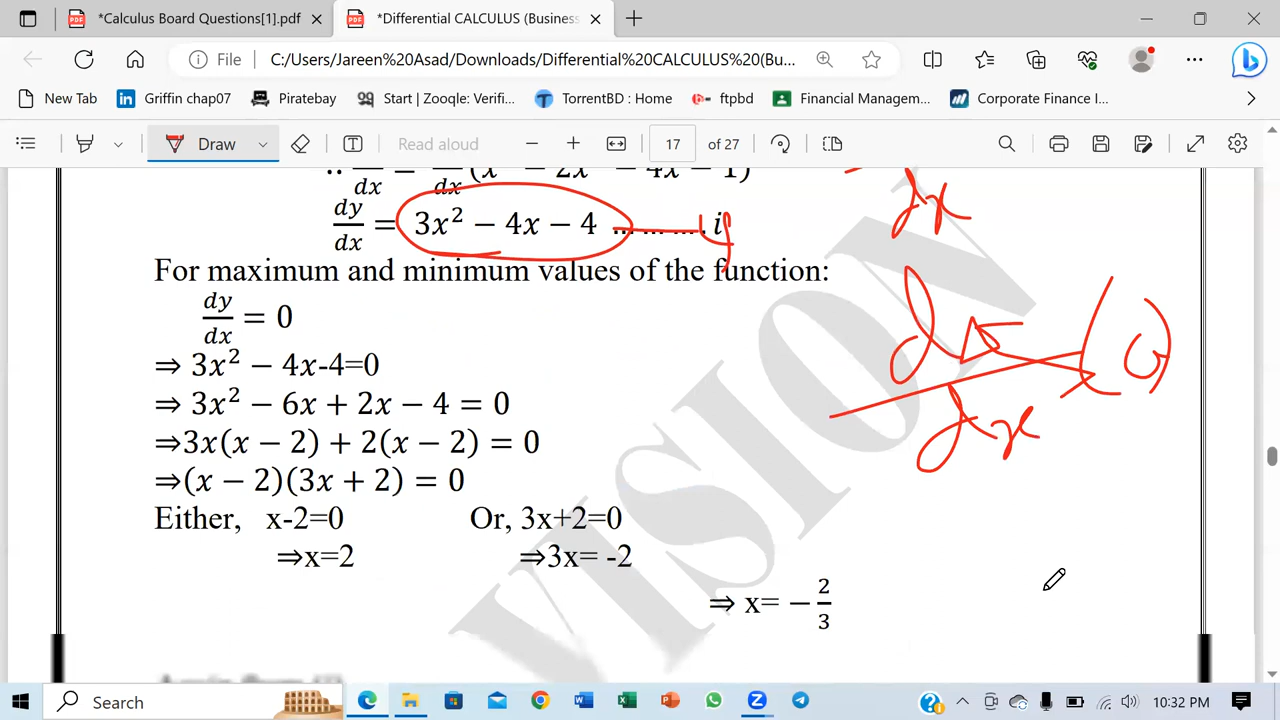 *Calculus Board Questions[1].pdf
*Differential CALCULUS (Business
File
C:/Users/Jareen%20Asad/Downloads/Differential%20CALCULUS%20(Bu...
New Tab
Griffin chap07
Piratebay
Start | Zooqle: Verifi...
TorrentBD : Home
ftpbd
Financial Managem...
Corporate Finance I...
Draw
Read aloud
17 of 27
dy/dx = 3x² − 4x − 4 ... ... ... . i
For maximum and minimum values of the function:
dy/dx = 0
⇒ 3x² − 4x-4=0
⇒ 3x² − 6x + 2x − 4 = 0
⇒3x(x − 2) + 2(x − 2) = 0
⇒(x − 2)(3x + 2) = 0
Either, x-2=0 Or, 3x+2=0
⇒x=2 ⇒3x= -2
⇒ x= − 2/3
VISION
Search
10:32 PM